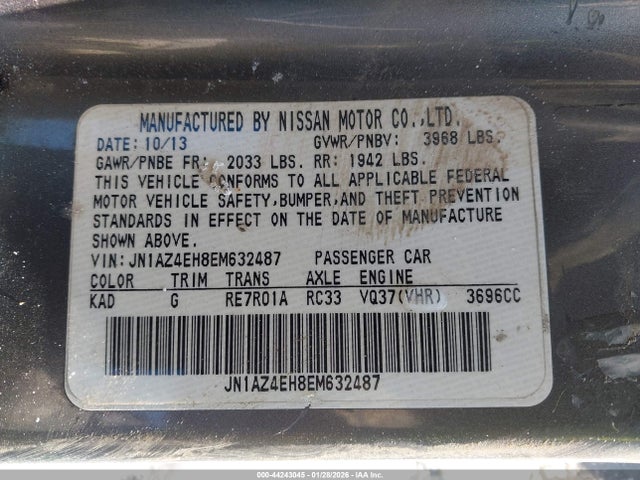 MANUFACTURED BY NISSAN MOTOR CO.,LTD.
DATE: 10/13 GVWR/PNBV: 3968 LBS.
GAWR/PNBE FR: 2033 LBS. RR: 1942 LBS.
THIS VEHICLE CONFORMS TO ALL APPLICABLE FEDERAL
MOTOR VEHICLE SAFETY,BUMPER,AND THEFT PREVENTION
STANDARDS IN EFFECT ON THE DATE OF MANUFACTURE
SHOWN ABOVE.
VIN: JN1AZ4EH8EM632487 PASSENGER CAR
COLOR TRIM TRANS AXLE ENGINE
KAD G RE7R01A RC33 VQ37(VHR) 3696CC
JN1AZ4EH8EM632487
000-44243045 | 01/28/2026 - IAA, Inc.